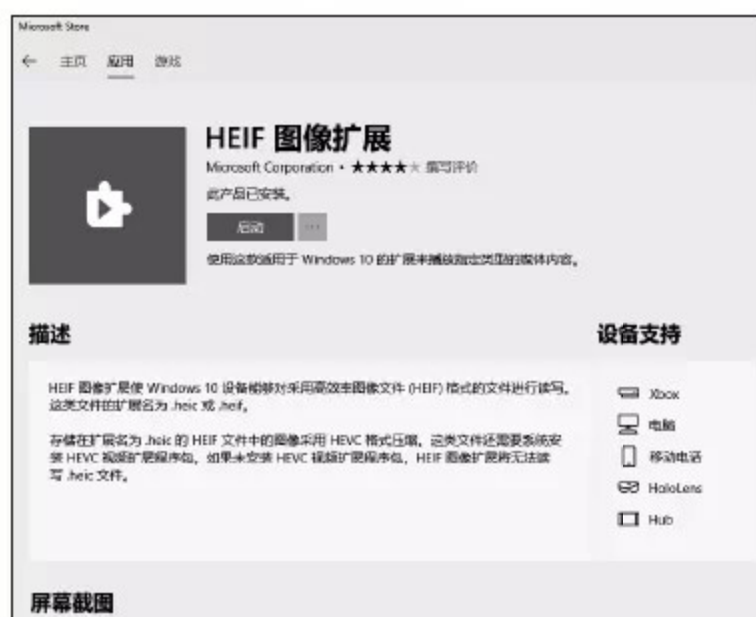 Microsoft Store
主页 应用 游戏
HEIF 图像扩展
Microsoft Corporation • ★★★★☆ 撰写评价
此产品已安装。
启动 ...
使用这款适用于 Windows 10 的扩展来播放指定类型的媒体内容。
描述
设备支持
HEIF 图像扩展使 Windows 10 设备能够对采用高效率图像文件 (HEIF) 格式的文件进行读写。
这类文件的扩展名为 .heic 或 .heif。
存储在扩展名为 .heic 的 HEIF 文件中的图像采用 HEVC 格式压缩。这类文件还需要系统安
装 HEVC 视频扩展程序包，如果未安装 HEVC 视频扩展程序包，HEIF 图像扩展将无法读
写 .heic 文件。
Xbox
电脑
移动电话
HoloLens
Hub
屏幕截图